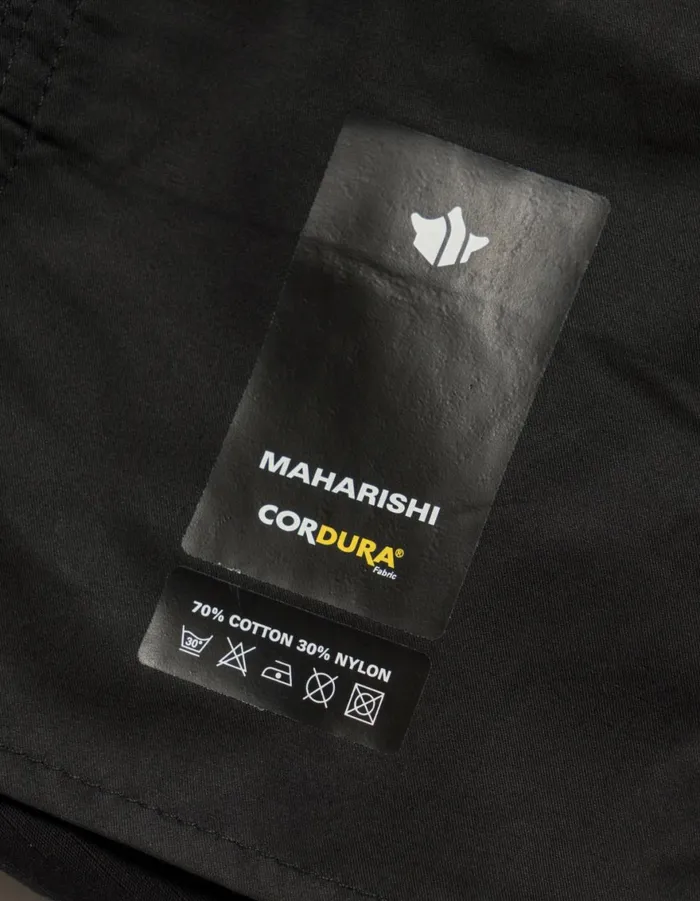 MAHARISHI
CORDURA®
Fabric
70% COTTON 30% NYLON
30°